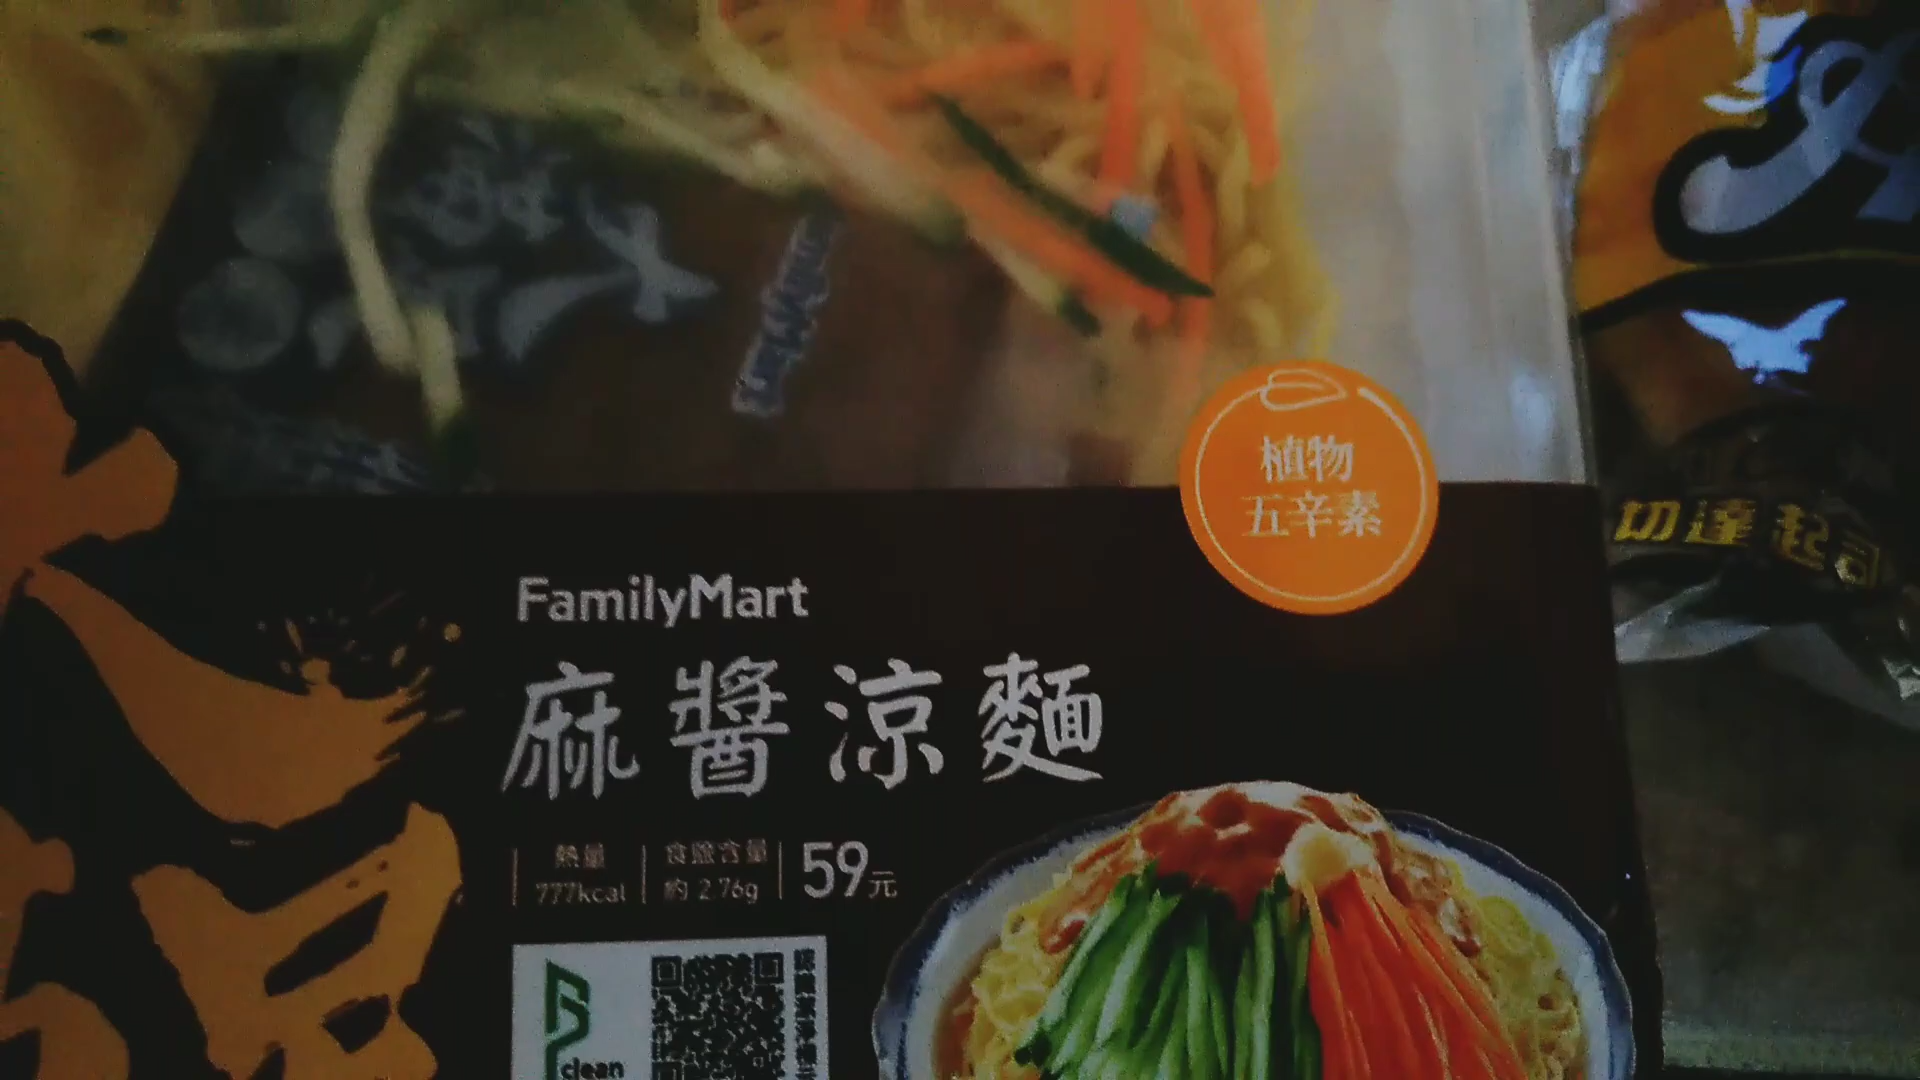 植物
五辛素
切達起司
FamilyMart
麻醬涼麵
熱量
777kcal
食鹽含量
約 2.76g
59元
clean